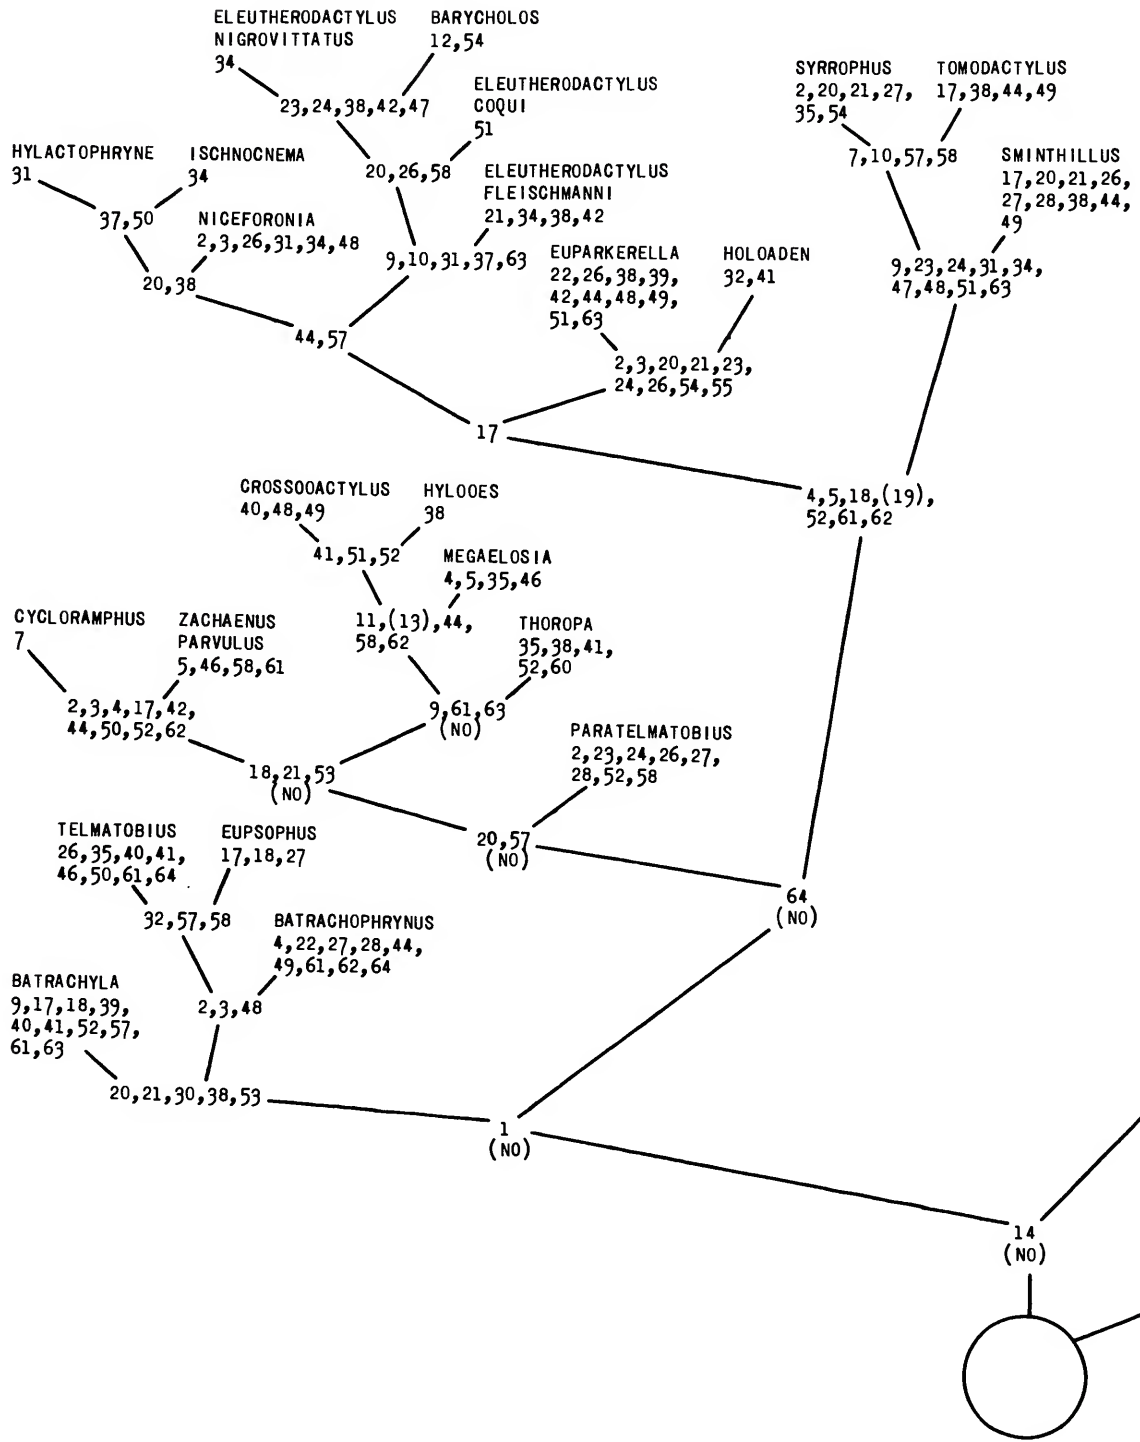 ELEUTHERODACTYLUS
NIGROVITTATUS
34
BARYCHOLOS
12,54
23,24,38,42,47
ELEUTHERODACTYLUS
COQUI
51
SYRROPHUS
2,20,21,27,
35,54
TOMODACTYLUS
17,38,44,49
7,10,57,58
SMINTHILLUS
17,20,21,26,
27,28,38,44,
49
HYLACTOPHRYNE
31
ISCHNOCNEMA
34
20,26,58
ELEUTHERODACTYLUS
FLEISCHMANNI
21,34,38,42
37,50
NICEFORONIA
2,3,26,31,34,48
9,10,31,37,63
EUPARKERELLA
22,26,38,39,
42,44,48,49,
51,63
HOLOADEN
32,41
9,23,24,31,34,
47,48,51,63
20,38
44,57
2,3,20,21,23,
24,26,54,55
17
4,5,18,(19),
52,61,62
CROSSOOACTYLUS
40,48,49
HYLOOES
38
41,51,52
MEGAELOSIA
4,5,35,46
CYCLORAMPHUS
7
ZACHAENUS
PARVULUS
5,46,58,61
11,(13),44,
58,62
THOROPA
35,38,41,
52,60
2,3,4,17,42,
44,50,52,62
9,61,63
(NO)
PARATELMATOBIUS
2,23,24,26,27,
28,52,58
18,21,53
(NO)
20,57
(NO)
TELMATOBIUS
26,35,40,41,
46,50,61,64
EUPSOPHUS
17,18,27
64
(NO)
32,57,58
BATRACHOPHRYNUS
4,22,27,28,44,
49,61,62,64
BATRACHYLA
9,17,18,39,
40,41,52,57,
61,63
2,3,48
20,21,30,38,53
1
(NO)
14
(NO)